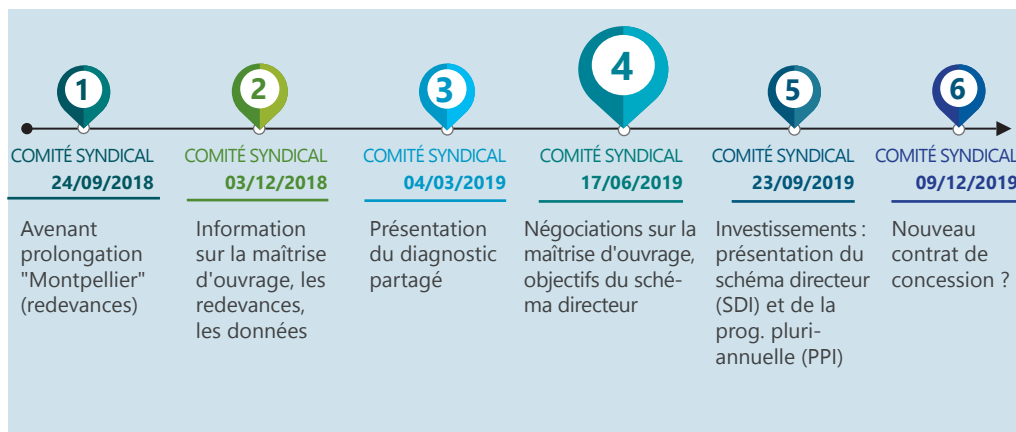 1
COMITÉ SYNDICAL
24/09/2018
Avenant
prolongation
"Montpellier"
(redevances)
2
COMITÉ SYNDICAL
03/12/2018
Information
sur la maîtrise
d'ouvrage, les
redevances,
les données
3
COMITÉ SYNDICAL
04/03/2019
Présentation
du diagnostic
partagé
4
COMITÉ SYNDICAL
17/06/2019
Négociations sur la
maîtrise d'ouvrage,
objectifs du sché-
ma directeur
5
COMITÉ SYNDICAL
23/09/2019
Investissements :
présentation du
schéma directeur
(SDI) et de la
prog. pluri-
annuelle (PPI)
6
COMITÉ SYNDICAL
09/12/2019
Nouveau
contrat de
concession ?